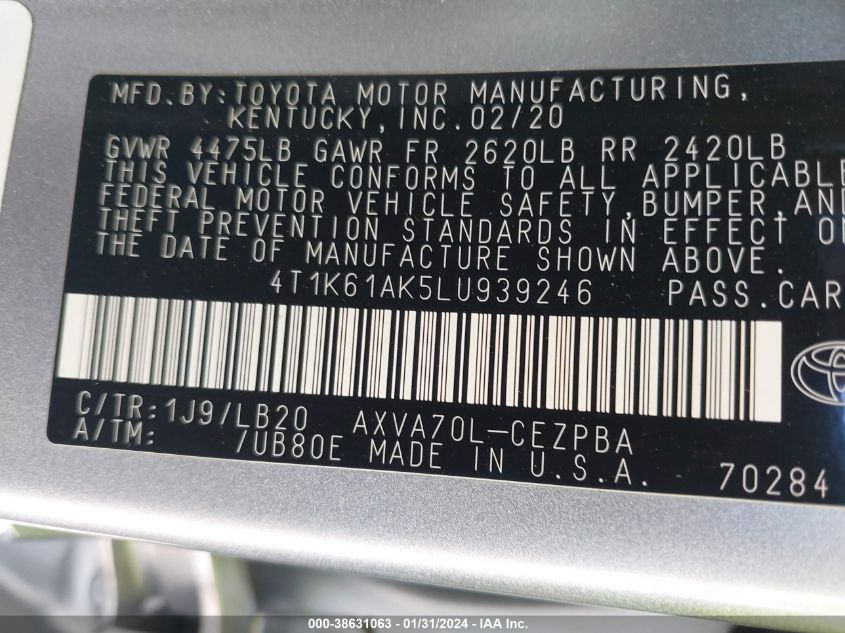 MFD.BY:TOYOTA MOTOR MANUFACTURING,
KENTUCKY,INC.02/20
GVWR 4475LB GAWR FR 2620LB RR 2420LB
THIS VEHICLE CONFORMS TO ALL APPLICABLE
FEDERAL MOTOR VEHICLE SAFETY,BUMPER,AND
THEFT PREVENTION STANDARDS IN EFFECT ON
THE DATE OF MANUFACTURE SHOWN ABOVE.
4T1K61AK5LU939246 PASS.CAR
C/TR:1J9/LB20 AXVA70L-CEZPBA
A/TM: /UB80E MADE IN U.S.A. 70284
000-38631063 - 01/31/2024 - IAA Inc.